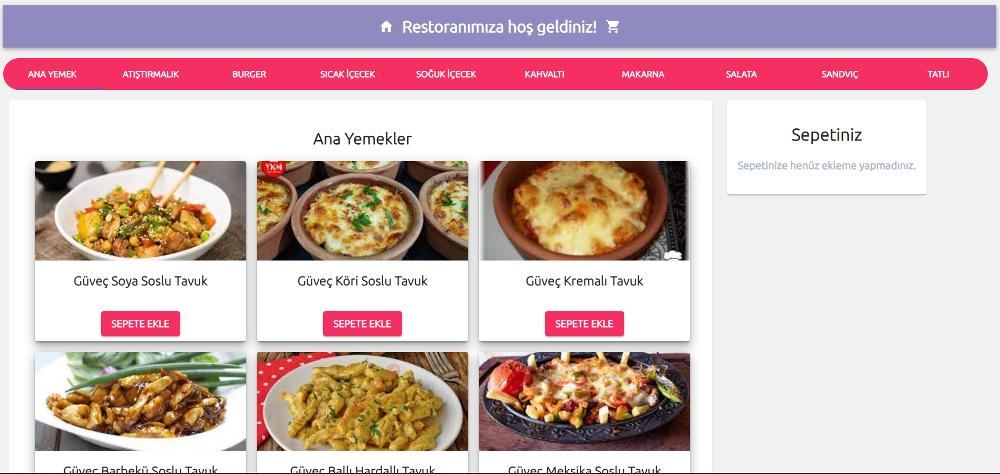 Restoranımıza hoş geldiniz!
ANA YEMEK ATIŞTIRMALIK BURGER SICAK İÇECEK SOĞUK İÇECEK KAHVALTI MAKARNA SALATA SANDVIÇ TATLI
Ana Yemekler
YKM
Güveç Soya Soslu Tavuk
SEPETE EKLE
Güveç Köri Soslu Tavuk
SEPETE EKLE
Güveç Kremalı Tavuk
SEPETE EKLE
Güveç Barbekü Soslu Tavuk
Güveç Ballı Hardallı Tavuk
Güveç Meksika Soslu Tavuk
Sepetiniz
Sepetinize henüz ekleme yapmadınız.